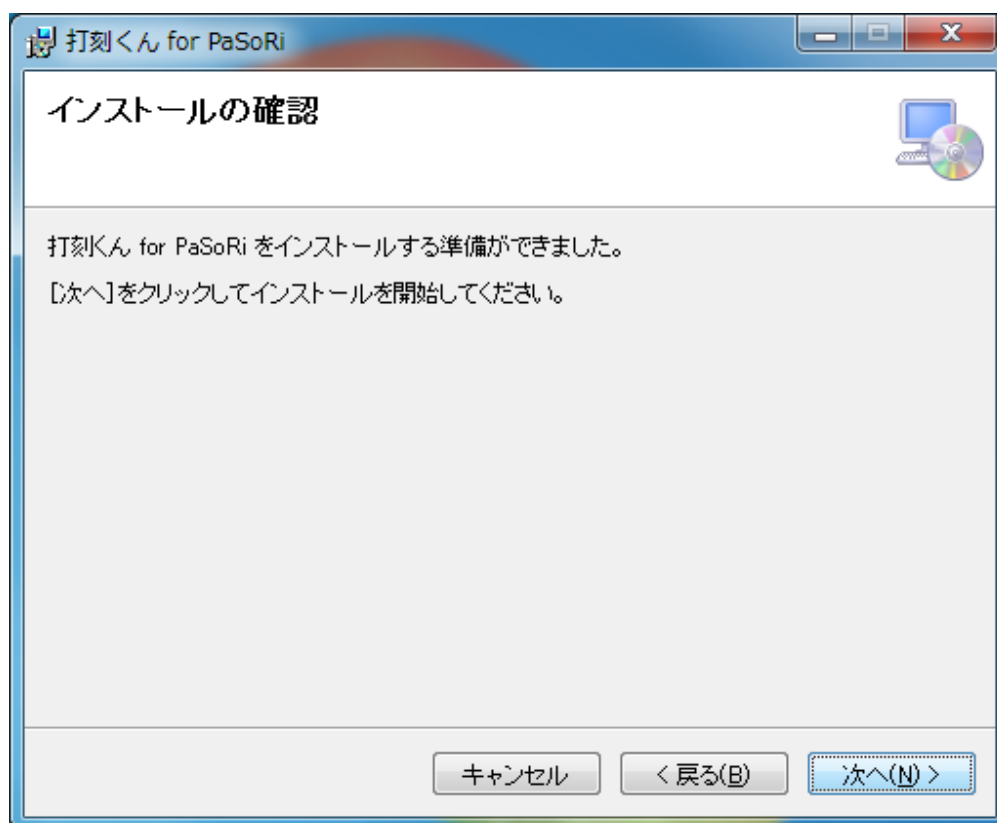 打刻くん for PaSoRi
インストールの確認
打刻くん for PaSoRi をインストールする準備ができました。
[次へ]をクリックしてインストールを開始してください。
キャンセル
< 戻る(B)
次へ(N) >